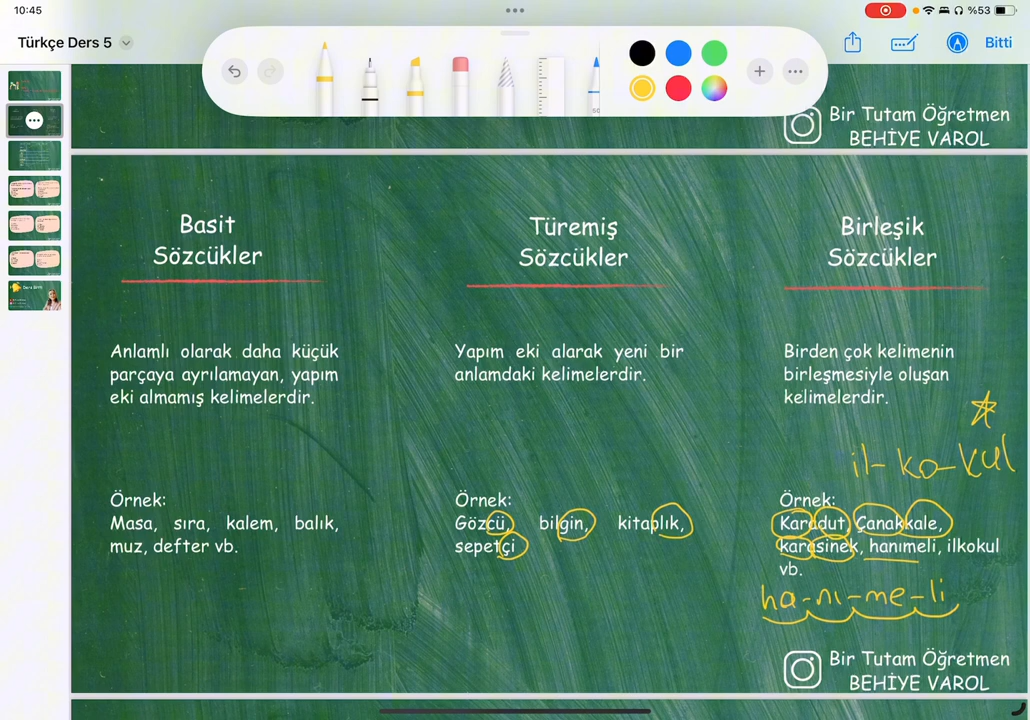 10:45
%53
Türkçe Ders 5
Bitti
Bir Tutam Öğretmen
BEHİYE VAROL
Basit
Sözcükler
Anlamlı olarak daha küçük
parçaya ayrılamayan, yapım
eki almamış kelimelerdir.
Örnek:
Masa, sıra, kalem, balık,
muz, defter vb.
Türemiş
Sözcükler
Yapım eki alarak yeni bir
anlamdaki kelimelerdir.
Örnek:
Gözcü, bilgin, kitaplık,
sepetçi
Birleşik
Sözcükler
Birden çok kelimenin
birleşmesiyle oluşan
kelimelerdir.
il-ko-kul
Örnek:
Karadut, Çanakkale,
karasinek, hanımeli, ilkokul
vb.
ha-nı-me-li
Bir Tutam Öğretmen
BEHİYE VAROL